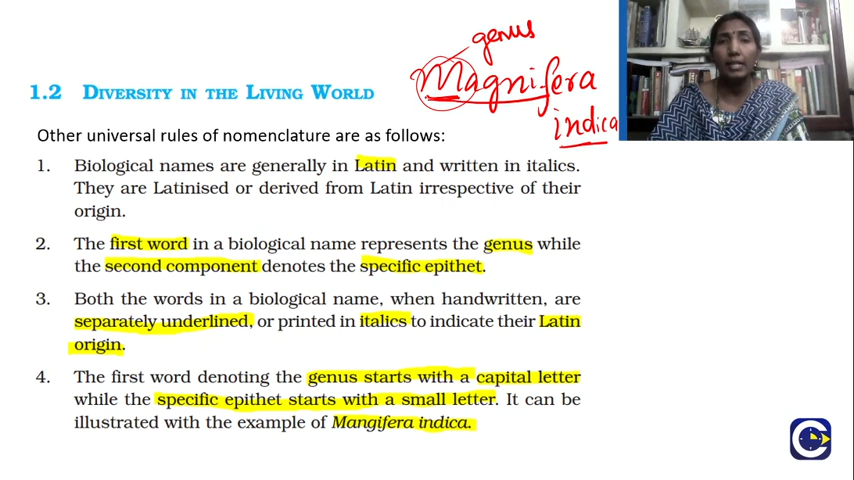 genus
Magnifera
indica
1.2 DIVERSITY IN THE LIVING WORLD
Other universal rules of nomenclature are as follows:
1. Biological names are generally in Latin and written in italics.
They are Latinised or derived from Latin irrespective of their
origin.
2. The first word in a biological name represents the genus while
the second component denotes the specific epithet.
3. Both the words in a biological name, when handwritten, are
separately underlined, or printed in italics to indicate their Latin
origin.
4. The first word denoting the genus starts with a capital letter
while the specific epithet starts with a small letter. It can be
illustrated with the example of Mangifera indica.